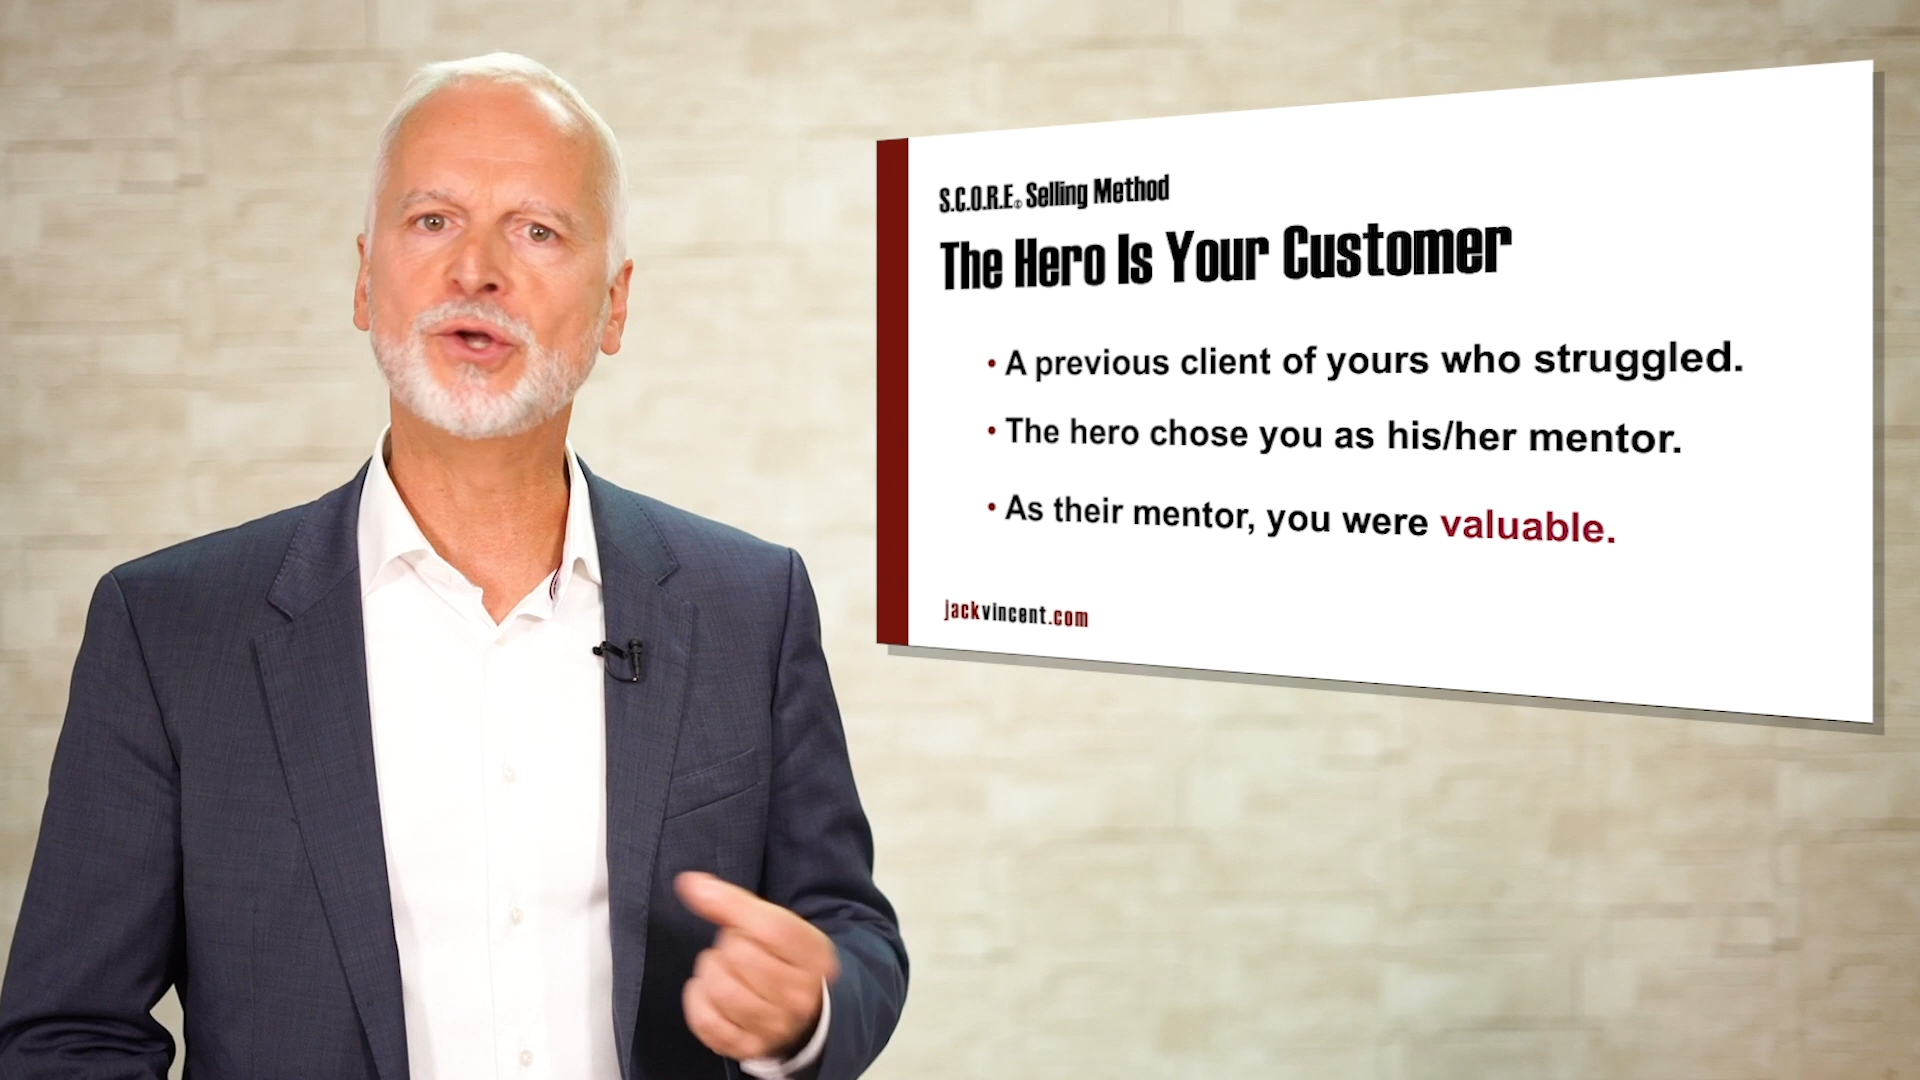 S.C.O.R.E.© Selling Method
The Hero Is Your Customer
• A previous client of yours who struggled.
• The hero chose you as his/her mentor.
• As their mentor, you were valuable.
jackvincent.com